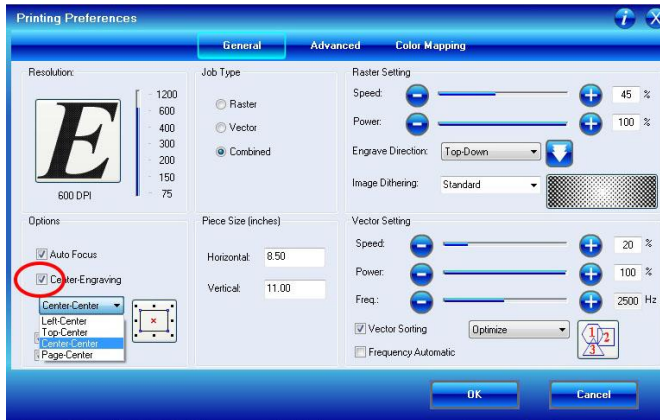 Printing Preferences
General Advanced Color Mapping
Resolution:
E
1200
600
400
300
200
150
75
600 DPI
Job Type
Raster
Vector
Combined
Raster Setting
Speed: 45 %
Power: 100 %
Engrave Direction: Top-Down
Image Dithering: Standard
Options
Auto Focus
Center-Engraving
Center-Center
Left-Center
Top-Center
Center-Center
Page-Center
Piece Size (inches)
Horizontal: 8.50
Vertical: 11.00
Vector Setting
Speed: 20 %
Power: 100 %
Freq.: 2500 Hz
Vector Sorting Optimize
1 2 3
Frequency Automatic
OK Cancel